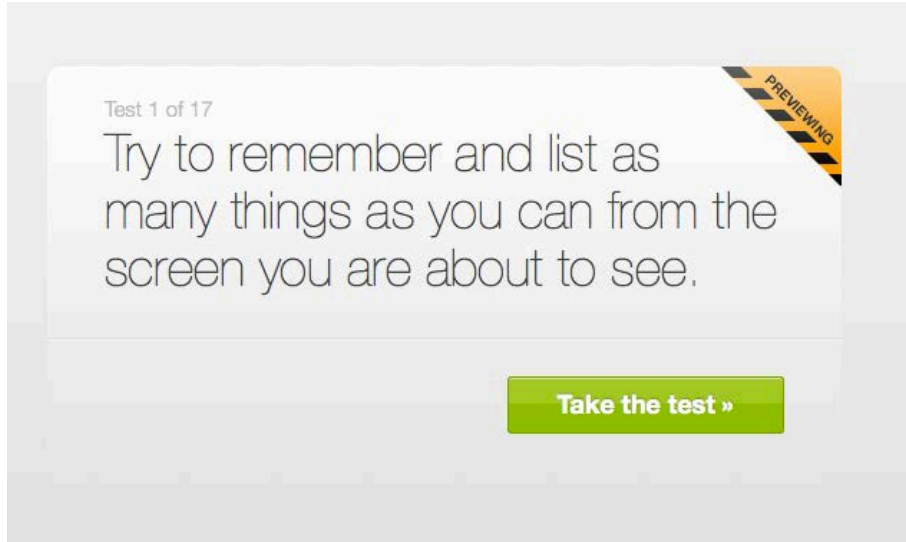 Test 1 of 17
PREVIEWING
Try to remember and list as
many things as you can from the
screen you are about to see.
Take the test »